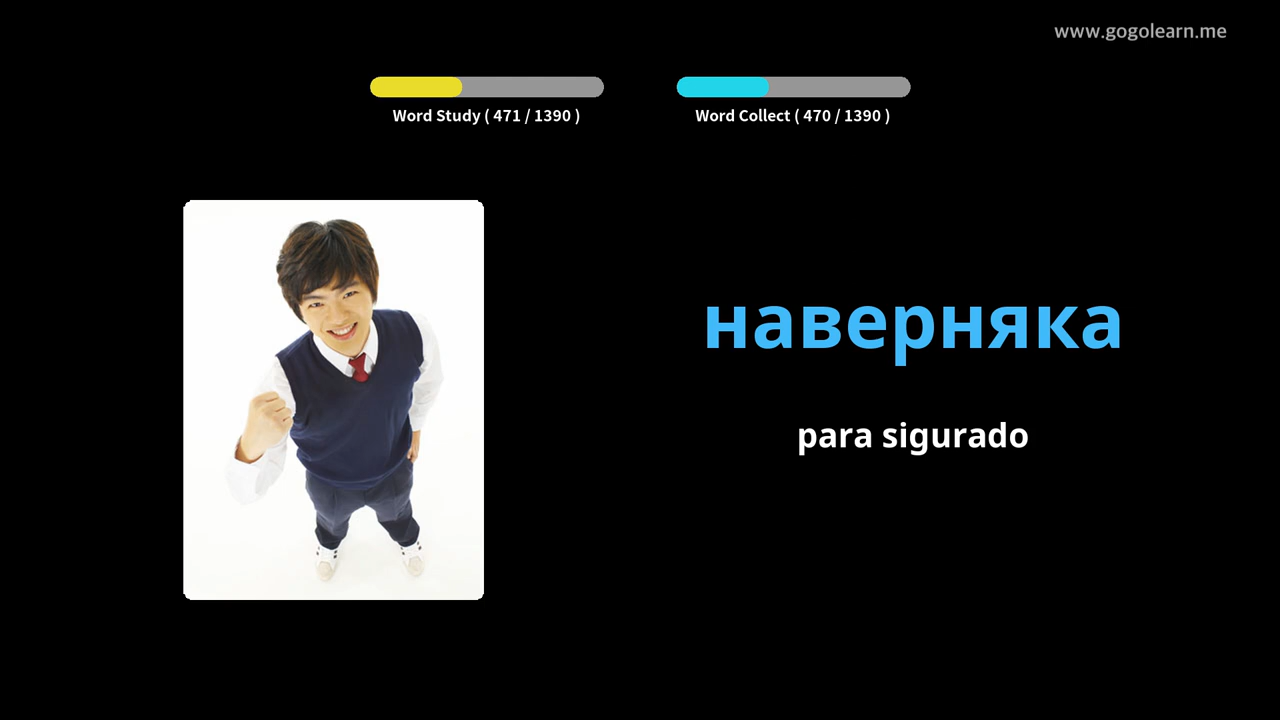 www.gogolearn.me
Word Study ( 471 / 1390 )
Word Collect ( 470 / 1390 )
наверняка
para sigurado